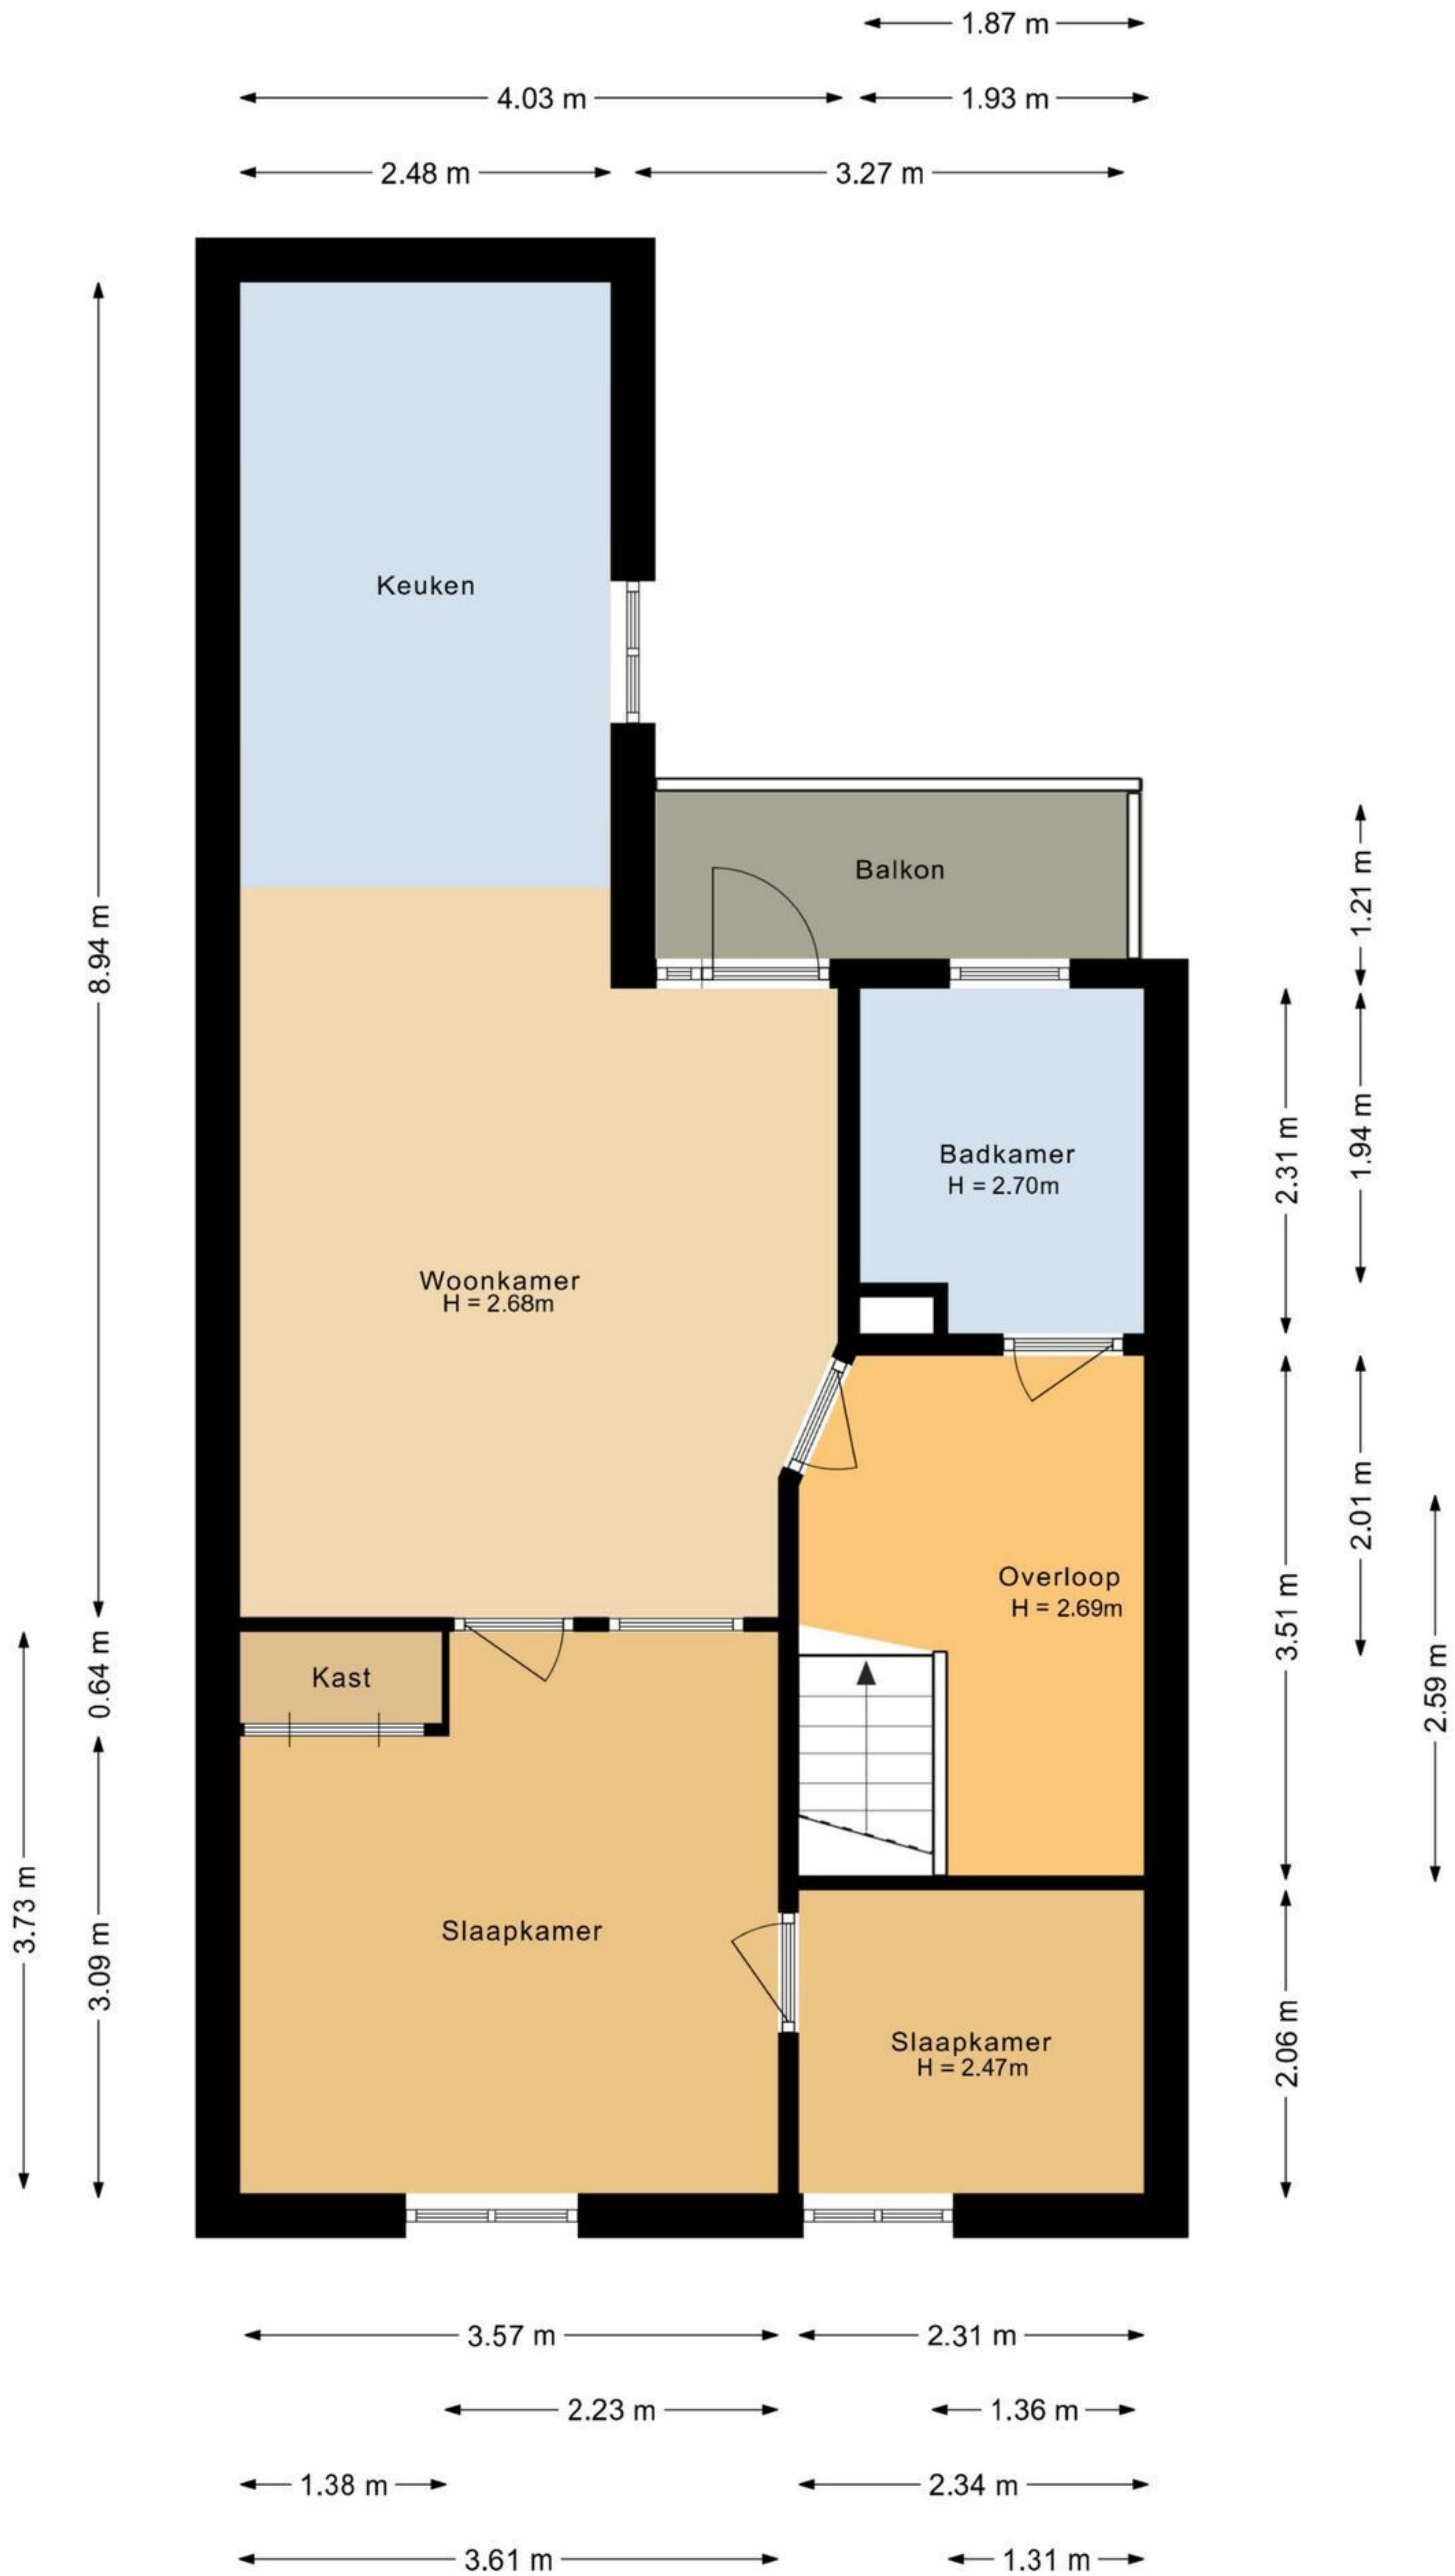 1.87 m
4.03 m
1.93 m
2.48 m
3.27 m
Keuken
Balkon
1.21 m
8.94 m
Badkamer
H = 2.70m
2.31 m
1.94 m
Woonkamer
H = 2.68m
Overloop
H = 2.69m
2.01 m
3.51 m
2.59 m
0.64 m
Kast
3.73 m
3.09 m
Slaapkamer
Slaapkamer
H = 2.47m
2.06 m
3.57 m
2.31 m
2.23 m
1.36 m
1.38 m
2.34 m
3.61 m
1.31 m